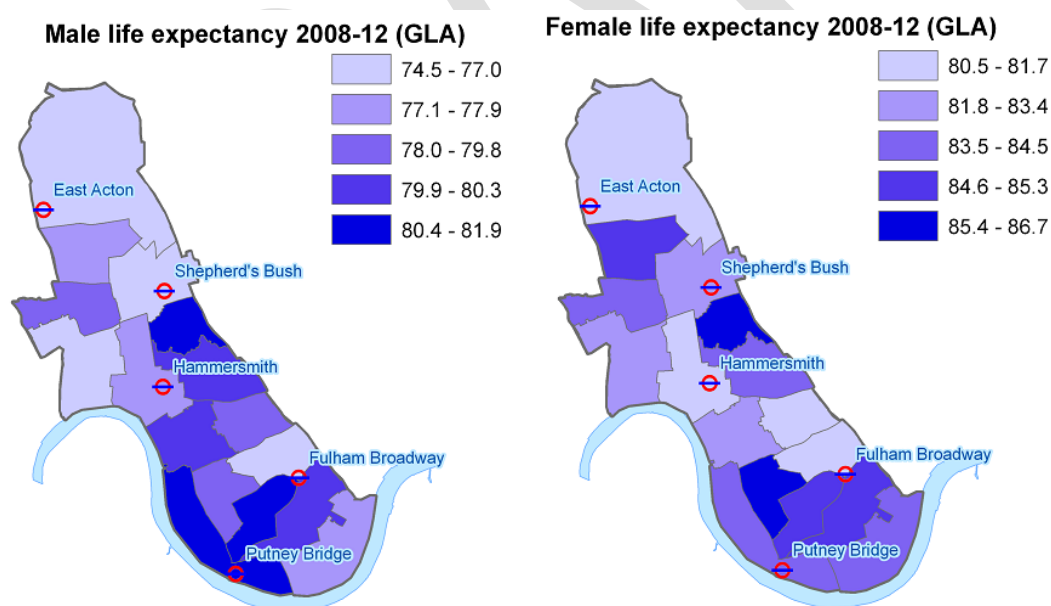 Male life expectancy 2008-12 (GLA)
74.5 - 77.0
77.1 - 77.9
78.0 - 79.8
79.9 - 80.3
80.4 - 81.9
East Acton
Shepherd's Bush
Hammersmith
Fulham Broadway
Putney Bridge
Female life expectancy 2008-12 (GLA)
80.5 - 81.7
81.8 - 83.4
83.5 - 84.5
84.6 - 85.3
85.4 - 86.7
East Acton
Shepherd's Bush
Hammersmith
Fulham Broadway
Putney Bridge